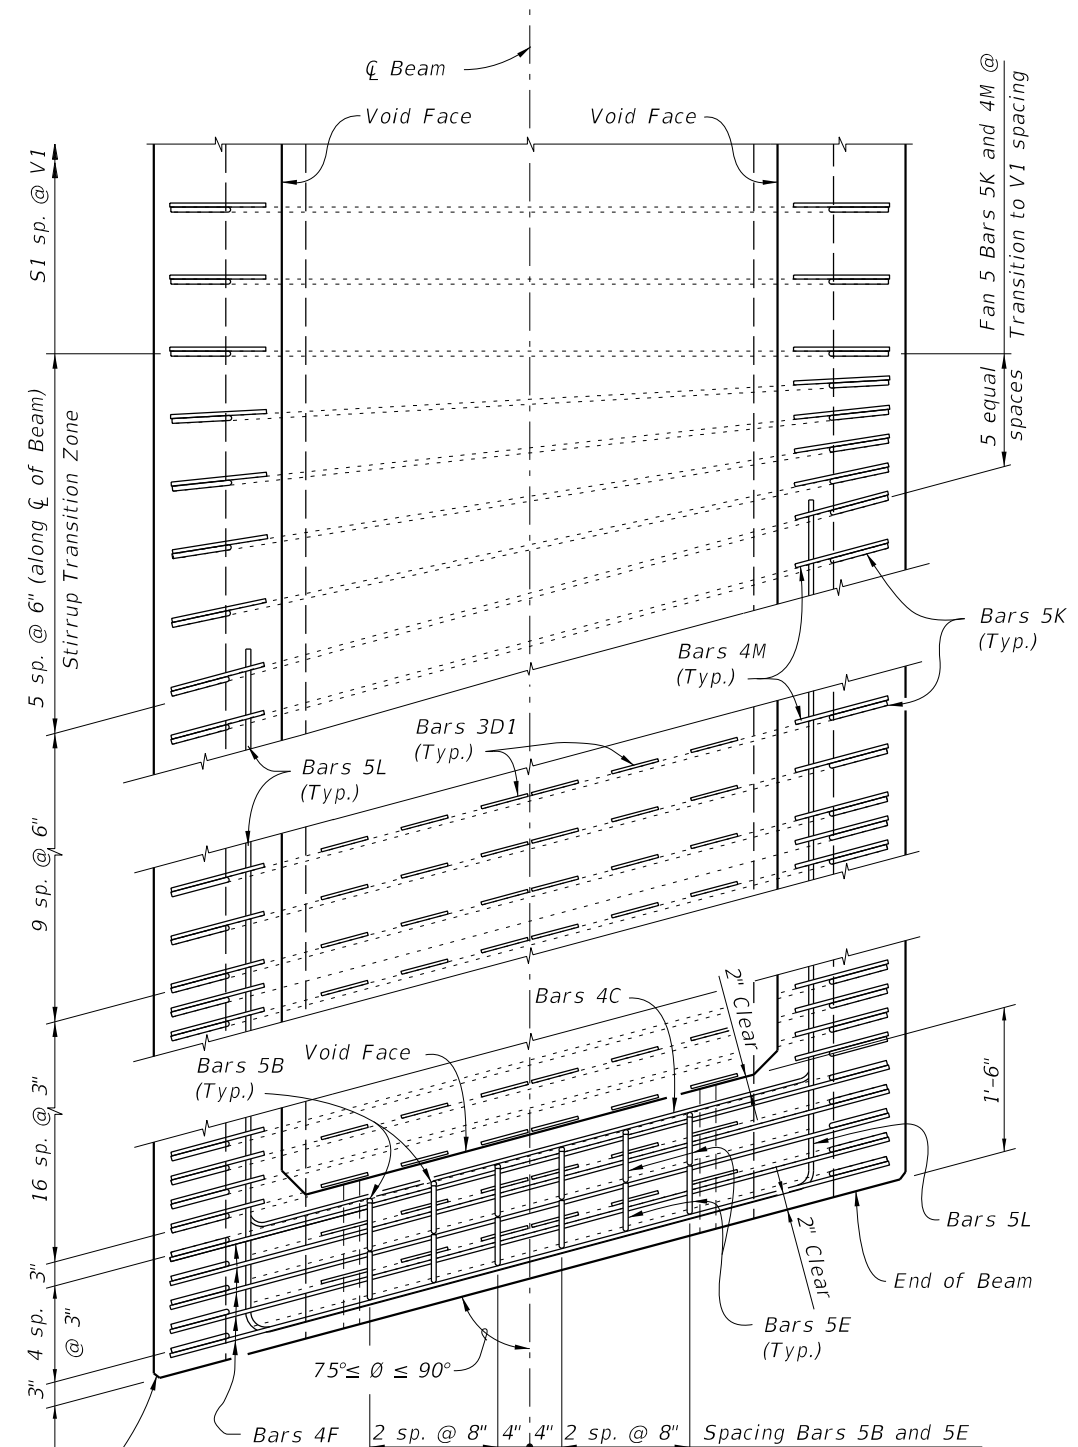 ℄ Beam
Void Face
Void Face
S1 sp. @ V1
5 sp. @ 6" (along ℄ of Beam)
Stirrup Transition Zone
Fan 5 Bars 5K and 4M @
Transition to V1 spacing
5 equal
spaces
Bars 5K
(Typ.)
Bars 4M
(Typ.)
Bars 3D1
(Typ.)
Bars 5L
(Typ.)
9 sp. @ 6"
Bars 4C
2" Clear
Void Face
Bars 5B
(Typ.)
1'-6"
16 sp. @ 3"
Bars 5L
2" Clear
End of Beam
3"
Bars 5E
(Typ.)
4 sp.
@ 3"
75°≤ Ø ≤ 90°
3"
Bars 4F
2 sp. @ 8"
4"
4"
2 sp. @ 8"
Spacing Bars 5B and 5E